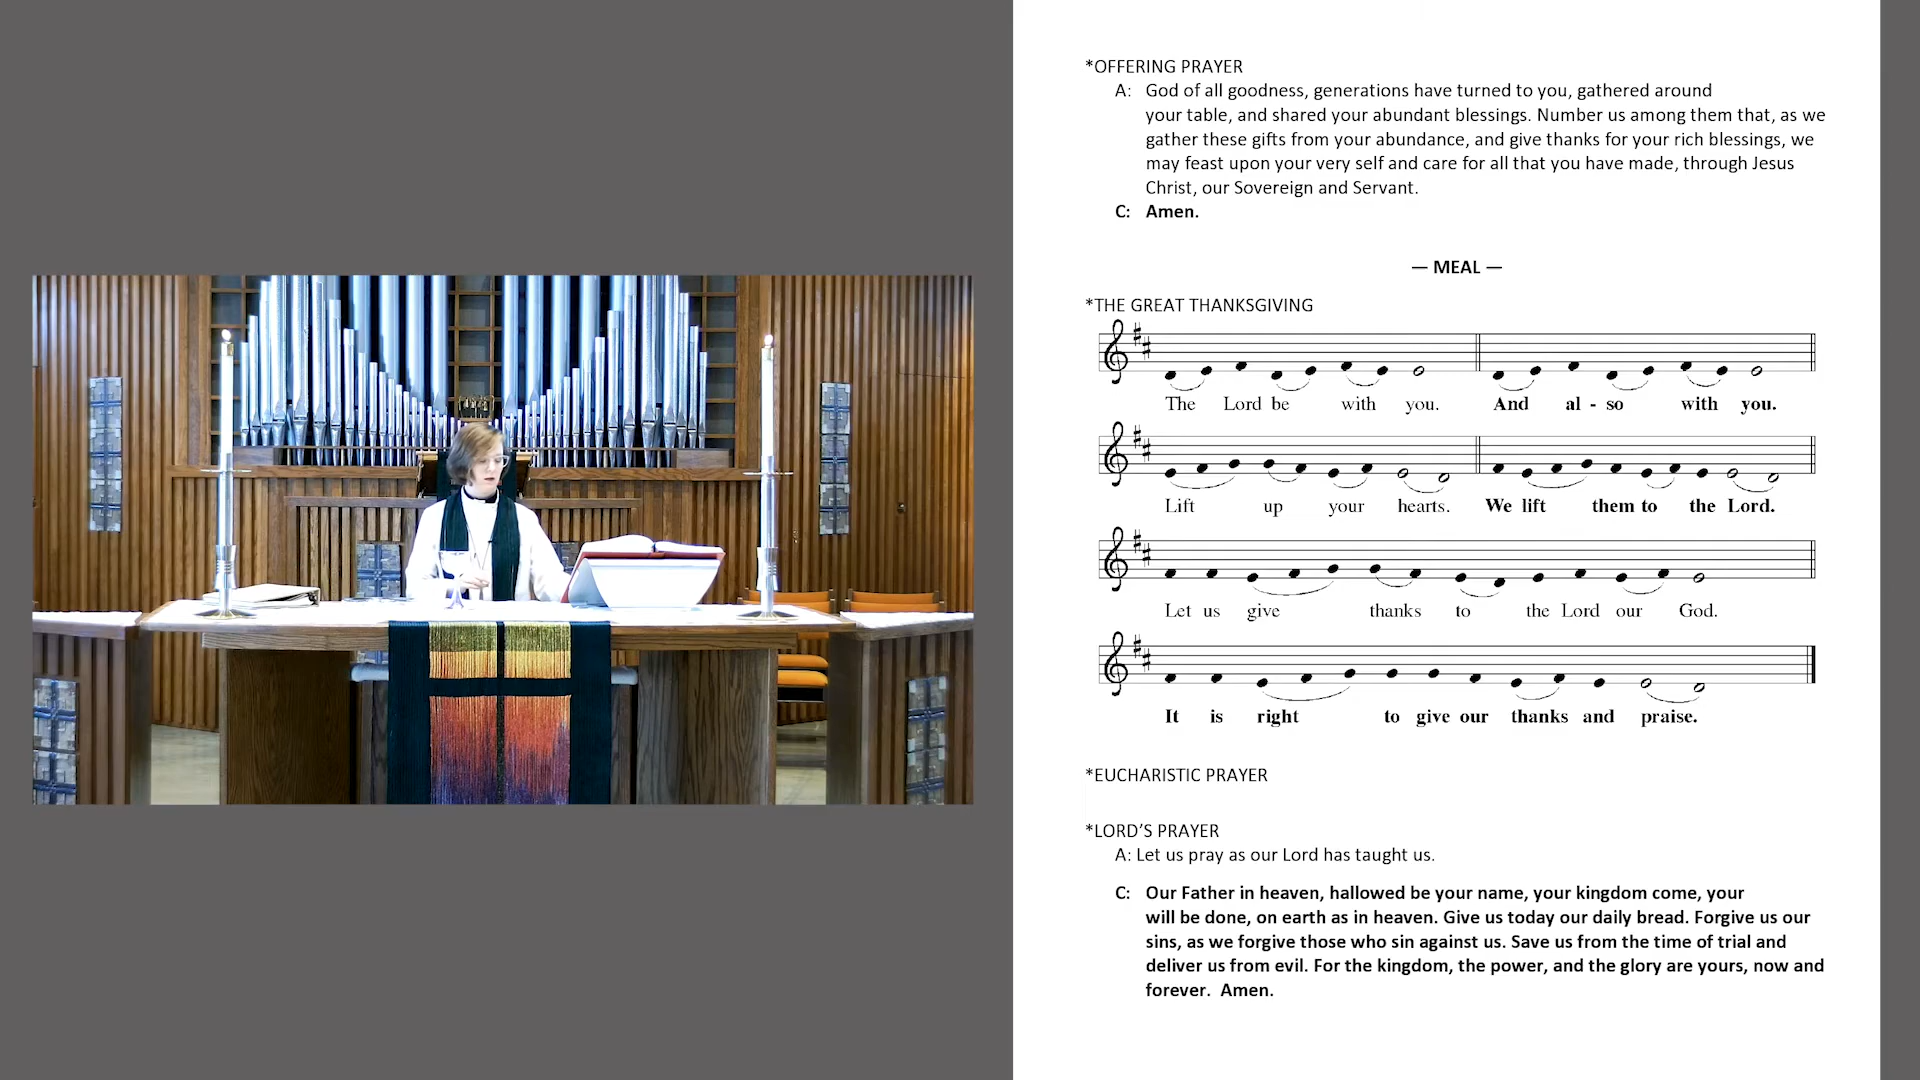 *OFFERING PRAYER
A: God of all goodness, generations have turned to you, gathered around
your table, and shared your abundant blessings. Number us among them that, as we
gather these gifts from your abundance, and give thanks for your rich blessings, we
may feast upon your very self and care for all that you have made, through Jesus
Christ, our Sovereign and Servant.
C: Amen.
— MEAL —
*THE GREAT THANKSGIVING
The Lord be with you. And al - so with you.
Lift up your hearts. We lift them to the Lord.
Let us give thanks to the Lord our God.
It is right to give our thanks and praise.
*EUCHARISTIC PRAYER
*LORD’S PRAYER
A: Let us pray as our Lord has taught us.
C: Our Father in heaven, hallowed be your name, your kingdom come, your
will be done, on earth as in heaven. Give us today our daily bread. Forgive us our
sins, as we forgive those who sin against us. Save us from the time of trial and
deliver us from evil. For the kingdom, the power, and the glory are yours, now and
forever. Amen.